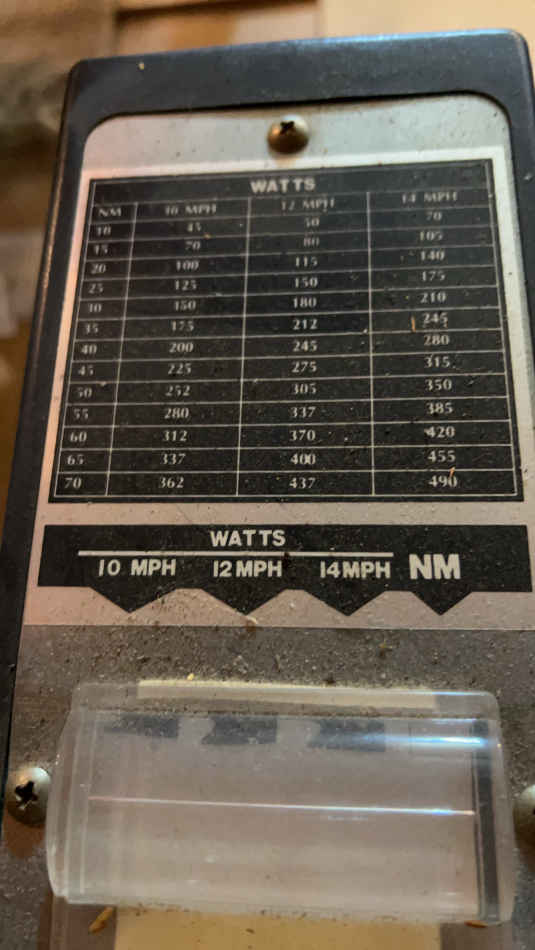 WATTS
NM 10 MPH 12 MPH 14 MPH
10 45 50 70
15 70 80 105
20 100 115 140
25 125 150 175
30 150 180 210
35 175 212 245
40 200 245 280
45 225 275 315
50 252 305 350
55 280 337 385
60 312 370 420
65 337 400 455
70 362 437 490
WATTS
10 MPH 12 MPH 14 MPH NM